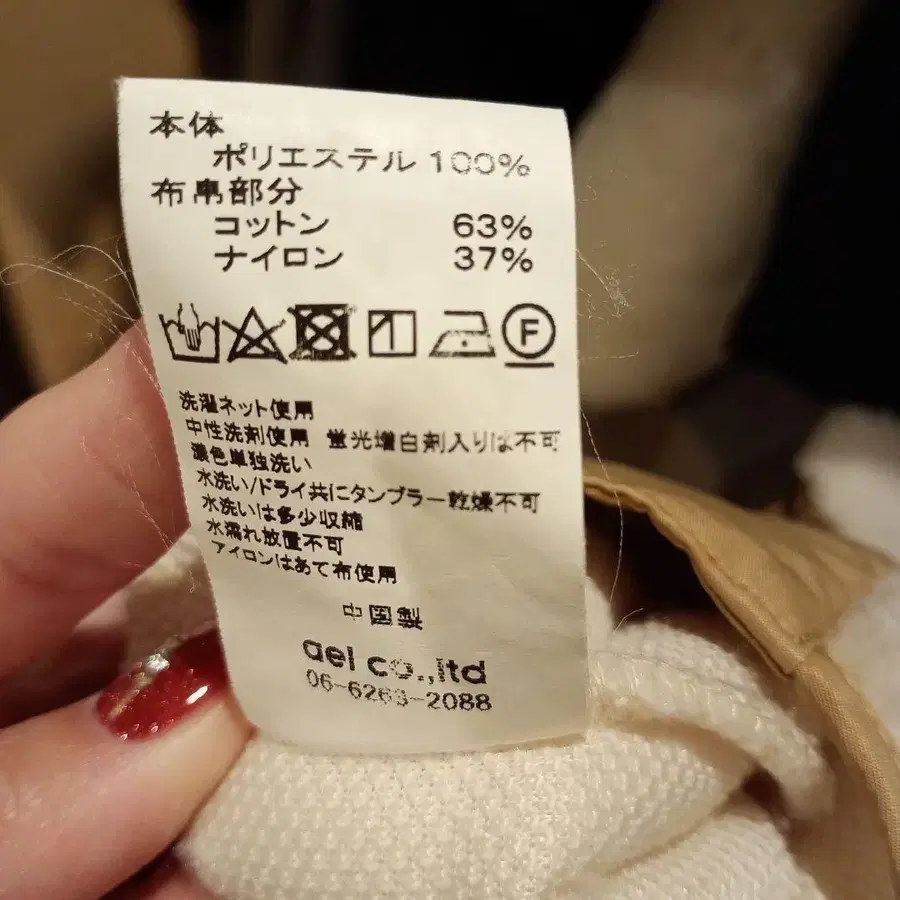 本体
ポリエステル 100%
布帛部分
コットン 63%
ナイロン 37%
F
洗濯ネット使用
中性洗剤使用 蛍光増白剤入りは不可
濃色単独洗い
水洗い/ドライ共にタンブラー乾燥不可
水洗いは多少収縮
水濡れ放置不可
アイロンはあて布使用
中国製
ael co.,ltd
06-6263-2088